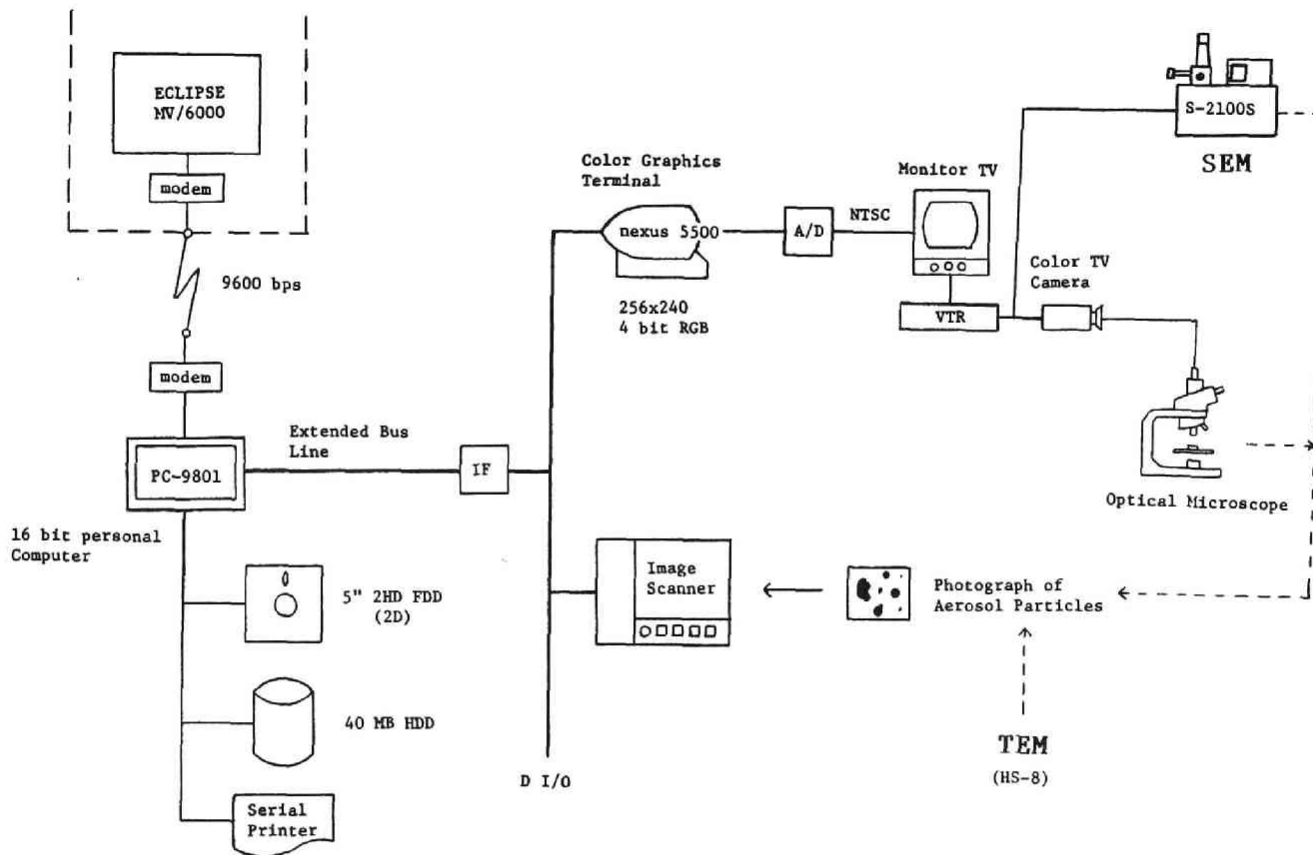 ECLIPSE
MV/6000
modem
9600 bps
modem
PC-9801
16 bit personal
Computer
5" 2HD FDD
(2D)
40 MB HDD
Serial
Printer
Extended Bus
Line
IF
D I/O
Color Graphics
Terminal
nexus 5500
256x240
4 bit RGB
A/D
NTSC
Monitor TV
VTR
Color TV
Camera
S-2100S
SEM
Optical Microscope
Image
Scanner
Photograph of
Aerosol Particles
TEM
(HS-8)